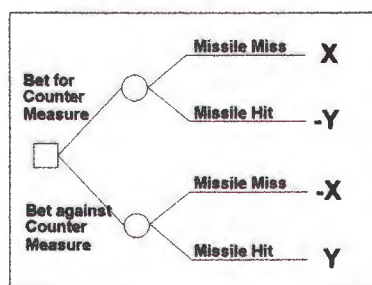 Missile Miss X
Bet for
Counter
Measure
Missile Hit -Y
Missile Miss -X
Bet against
Counter
Measure
Missile Hit Y